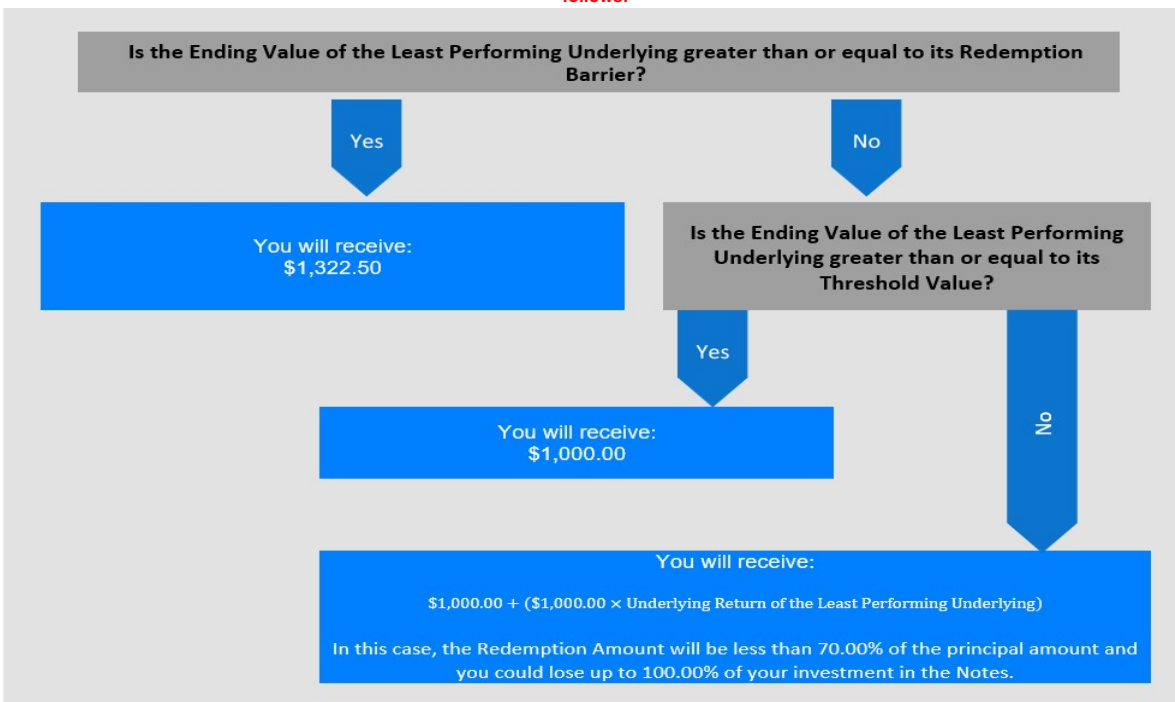 follows:
Is the Ending Value of the Least Performing Underlying greater than or equal to its Redemption
Barrier?
Yes
No
You will receive:
$1,322.50
Is the Ending Value of the Least Performing
Underlying greater than or equal to its
Threshold Value?
Yes
No
You will receive:
$1,000.00
You will receive:
$1,000.00 + ($1,000.00 × Underlying Return of the Least Performing Underlying)
In this case, the Redemption Amount will be less than 70.00% of the principal amount and
you could lose up to 100.00% of your investment in the Notes.